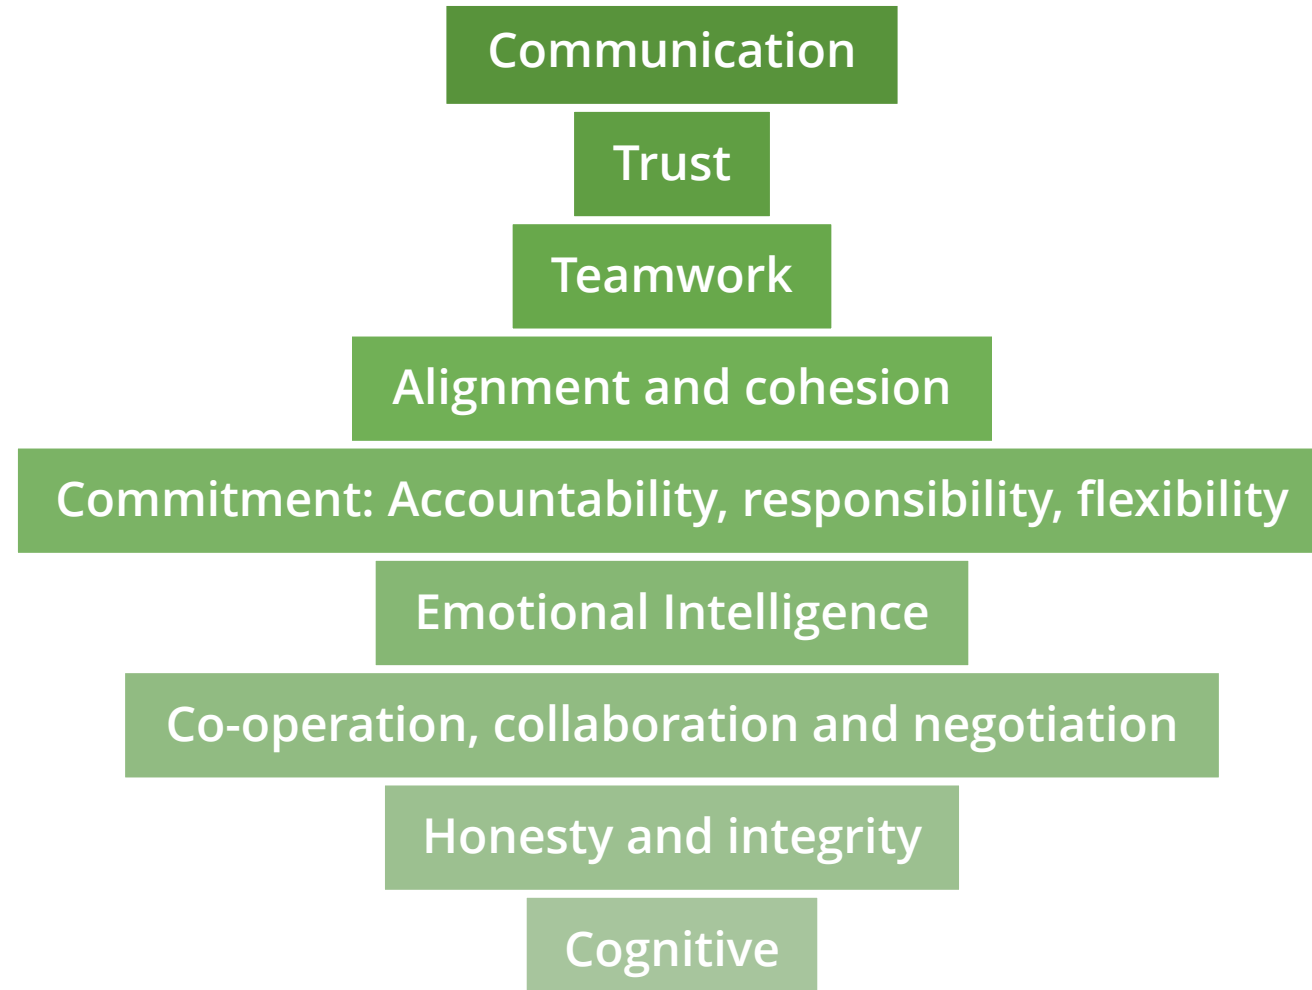 Communication
Trust
Teamwork
Alignment and cohesion
Commitment: Accountability, responsibility, flexibility
Emotional Intelligence
Co-operation, collaboration and negotiation
Honesty and integrity
Cognitive